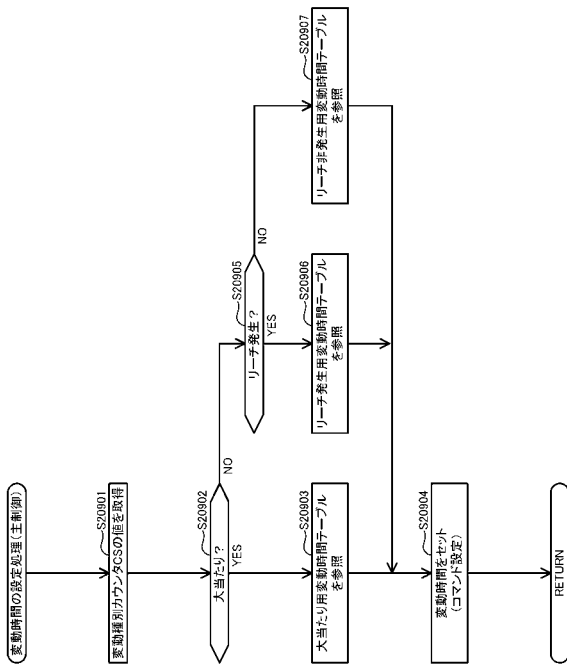 変動時間の設定処理(主制御)
S20901
変動種別カウンタCSの値を取得
S20902
大当たり?
NO
YES
S20903
大当たり用変動時間テーブル
を参照
S20904
変動時間をセット
(コマンド設定)
RETURN
S20905
リーチ発生?
NO
YES
S20906
リーチ発生用変動時間テーブル
を参照
S20907
リーチ非発生用変動時間テーブル
を参照